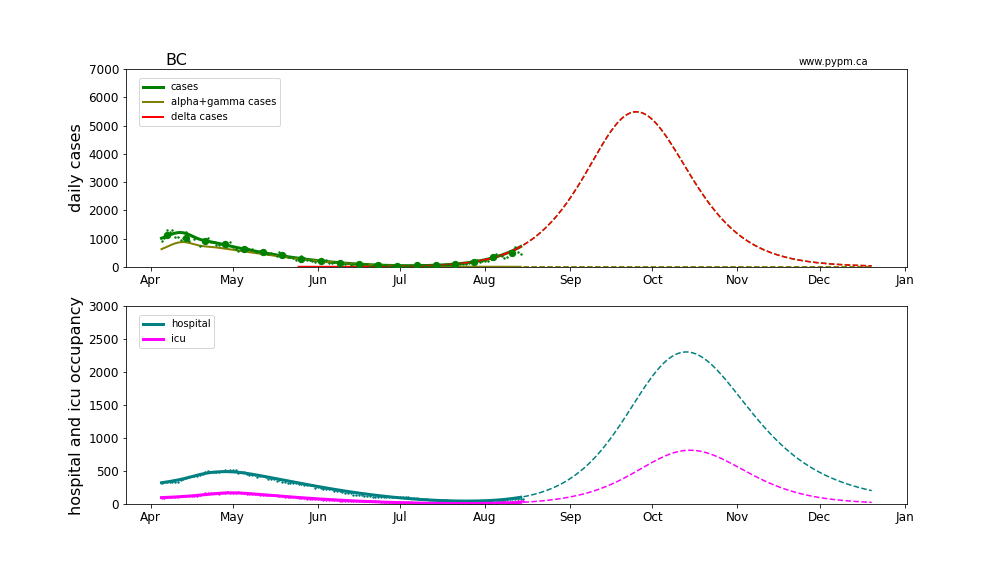 BC
www.pypm.ca
daily cases
7000
6000
5000
4000
3000
2000
1000
0
cases
alpha+gamma cases
delta cases
Apr May Jun Jul Aug Sep Oct Nov Dec Jan
hospital and icu occupancy
3000
2500
2000
1500
1000
500
0
hospital
icu
Apr May Jun Jul Aug Sep Oct Nov Dec Jan